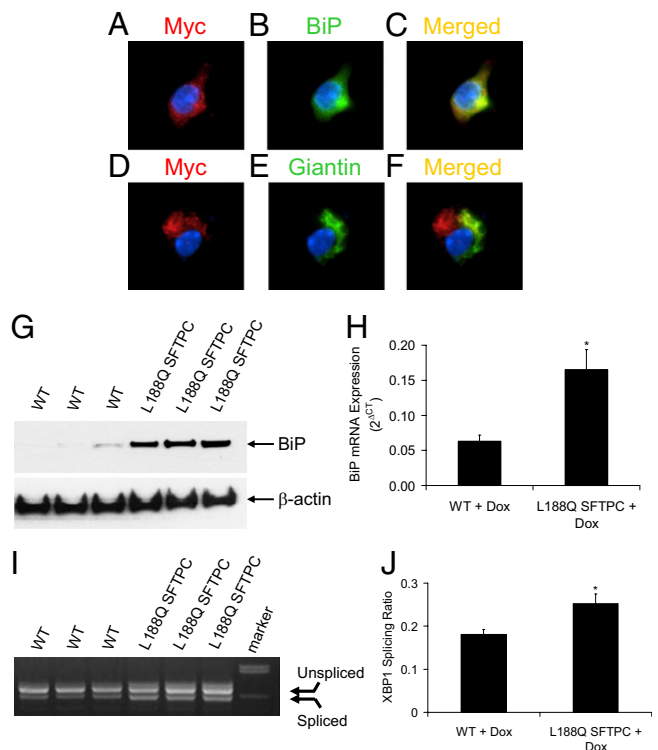 A Myc B BiP C Merged
D Myc E Giantin F Merged
G
WT
WT
WT
L188Q SFTPC
L188Q SFTPC
L188Q SFTPC
BiP
β-actin
H
BiP mRNA Expression
(2^ΔCT)
0.20
0.15
0.10
0.05
0.00
*
WT + Dox
L188Q SFTPC +
Dox
I
WT
WT
WT
L188Q SFTPC
L188Q SFTPC
L188Q SFTPC
marker
Unspliced
Spliced
J
XBP1 Splicing Ratio
0.3
0.2
0.1
0
*
WT + Dox
L188Q SFTPC +
Dox